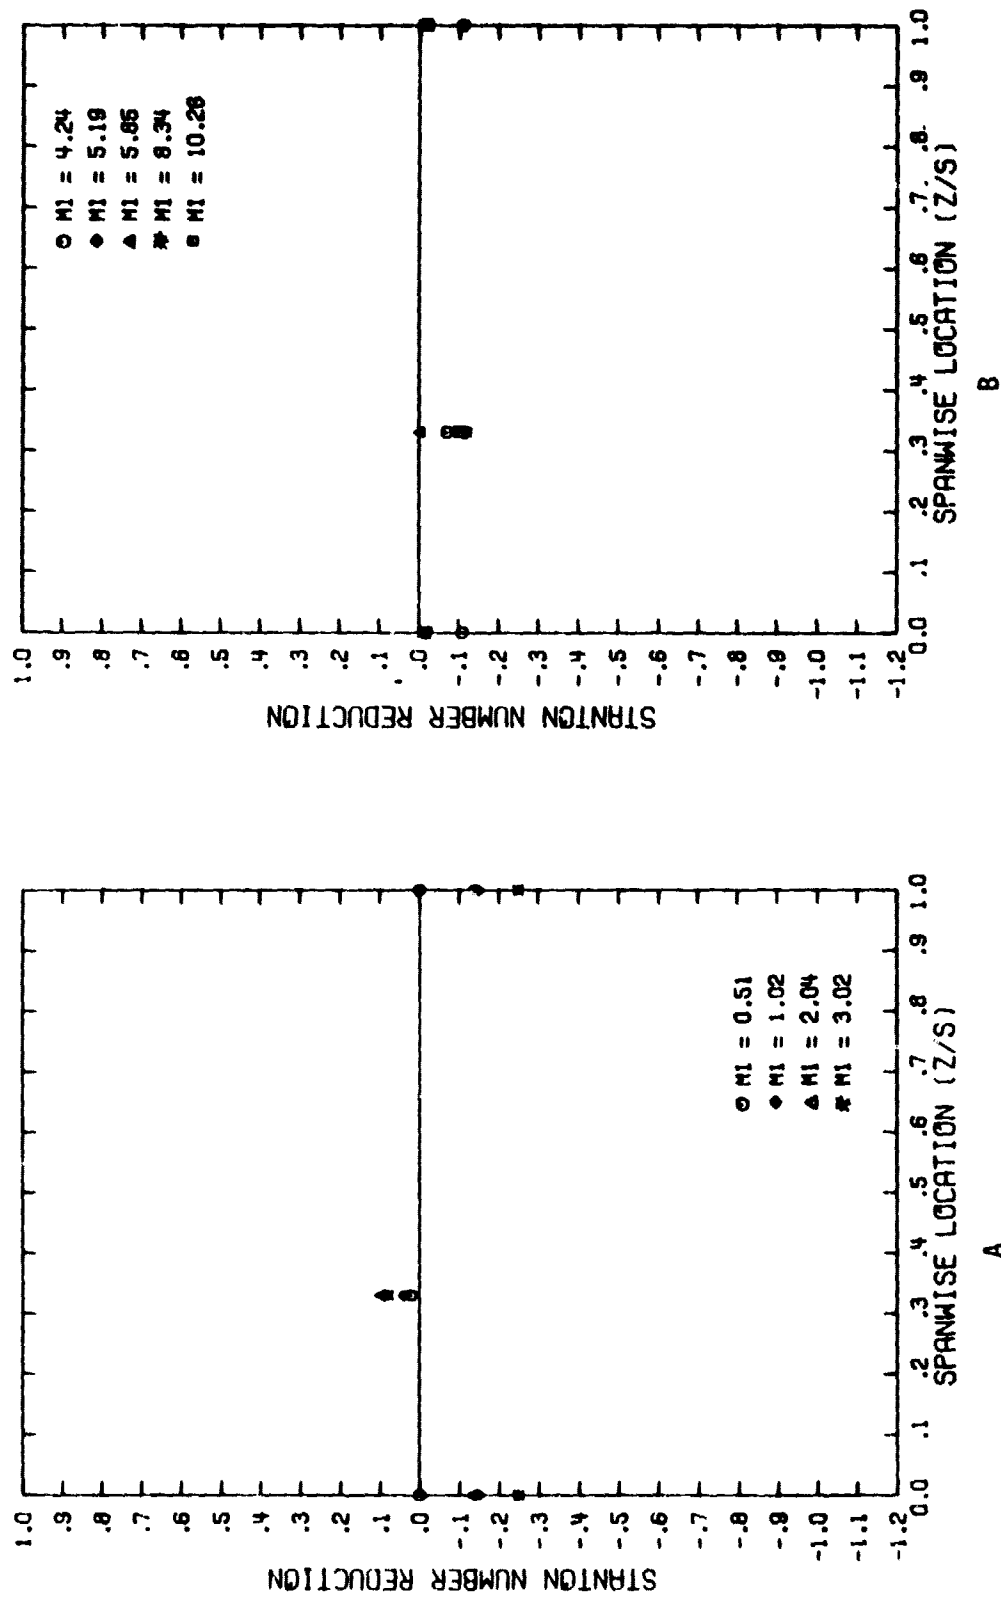 STANTON NUMBER REDUCTION
1.0
.9
.8
.7
.6
.5
.4
.3
.2
.1
.0
-.1
-.2
-.3
-.4
-.5
-.6
-.7
-.8
-.9
-1.0
-1.1
-1.2
0.0 .1 .2 .3 .4 .5 .6 .7 .8 .9 1.0
SPANWISE LOCATION (Z/S)
M1 = 0.51
M1 = 1.02
M1 = 2.04
M1 = 3.02
A
STANTON NUMBER REDUCTION
1.0
.9
.8
.7
.6
.5
.4
.3
.2
.1
.0
-.1
-.2
-.3
-.4
-.5
-.6
-.7
-.8
-.9
-1.0
-1.1
-1.2
0.0 .1 .2 .3 .4 .5 .6 .7 .8 .9 1.0
SPANWISE LOCATION (Z/S)
M1 = 4.24
M1 = 5.19
M1 = 5.85
M1 = 8.34
M1 = 10.26
B